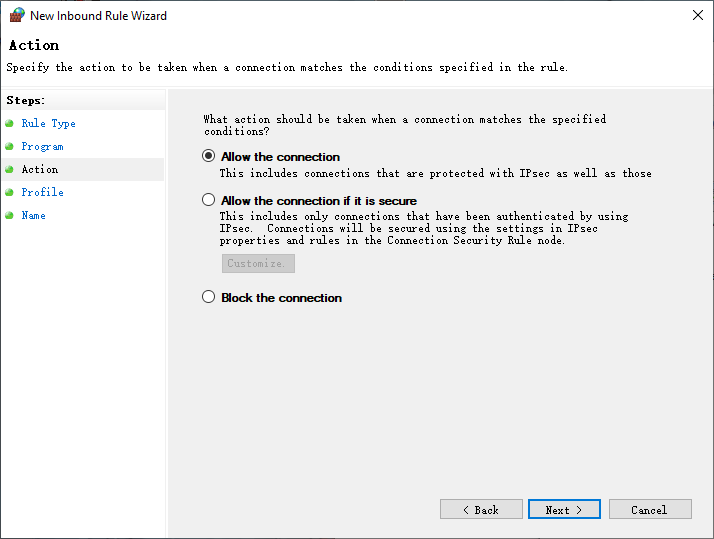 New Inbound Rule Wizard
Action
Specify the action to be taken when a connection matches the conditions specified in the rule.
Steps:
Rule Type
Program
Action
Profile
Name
What action should be taken when a connection matches the specified
conditions?
Allow the connection
This includes connections that are protected with IPsec as well as those
Allow the connection if it is secure
This includes only connections that have been authenticated by using
IPsec. Connections will be secured using the settings in IPsec
properties and rules in the Connection Security Rule node.
Customize.
Block the connection
< Back
Next >
Cancel